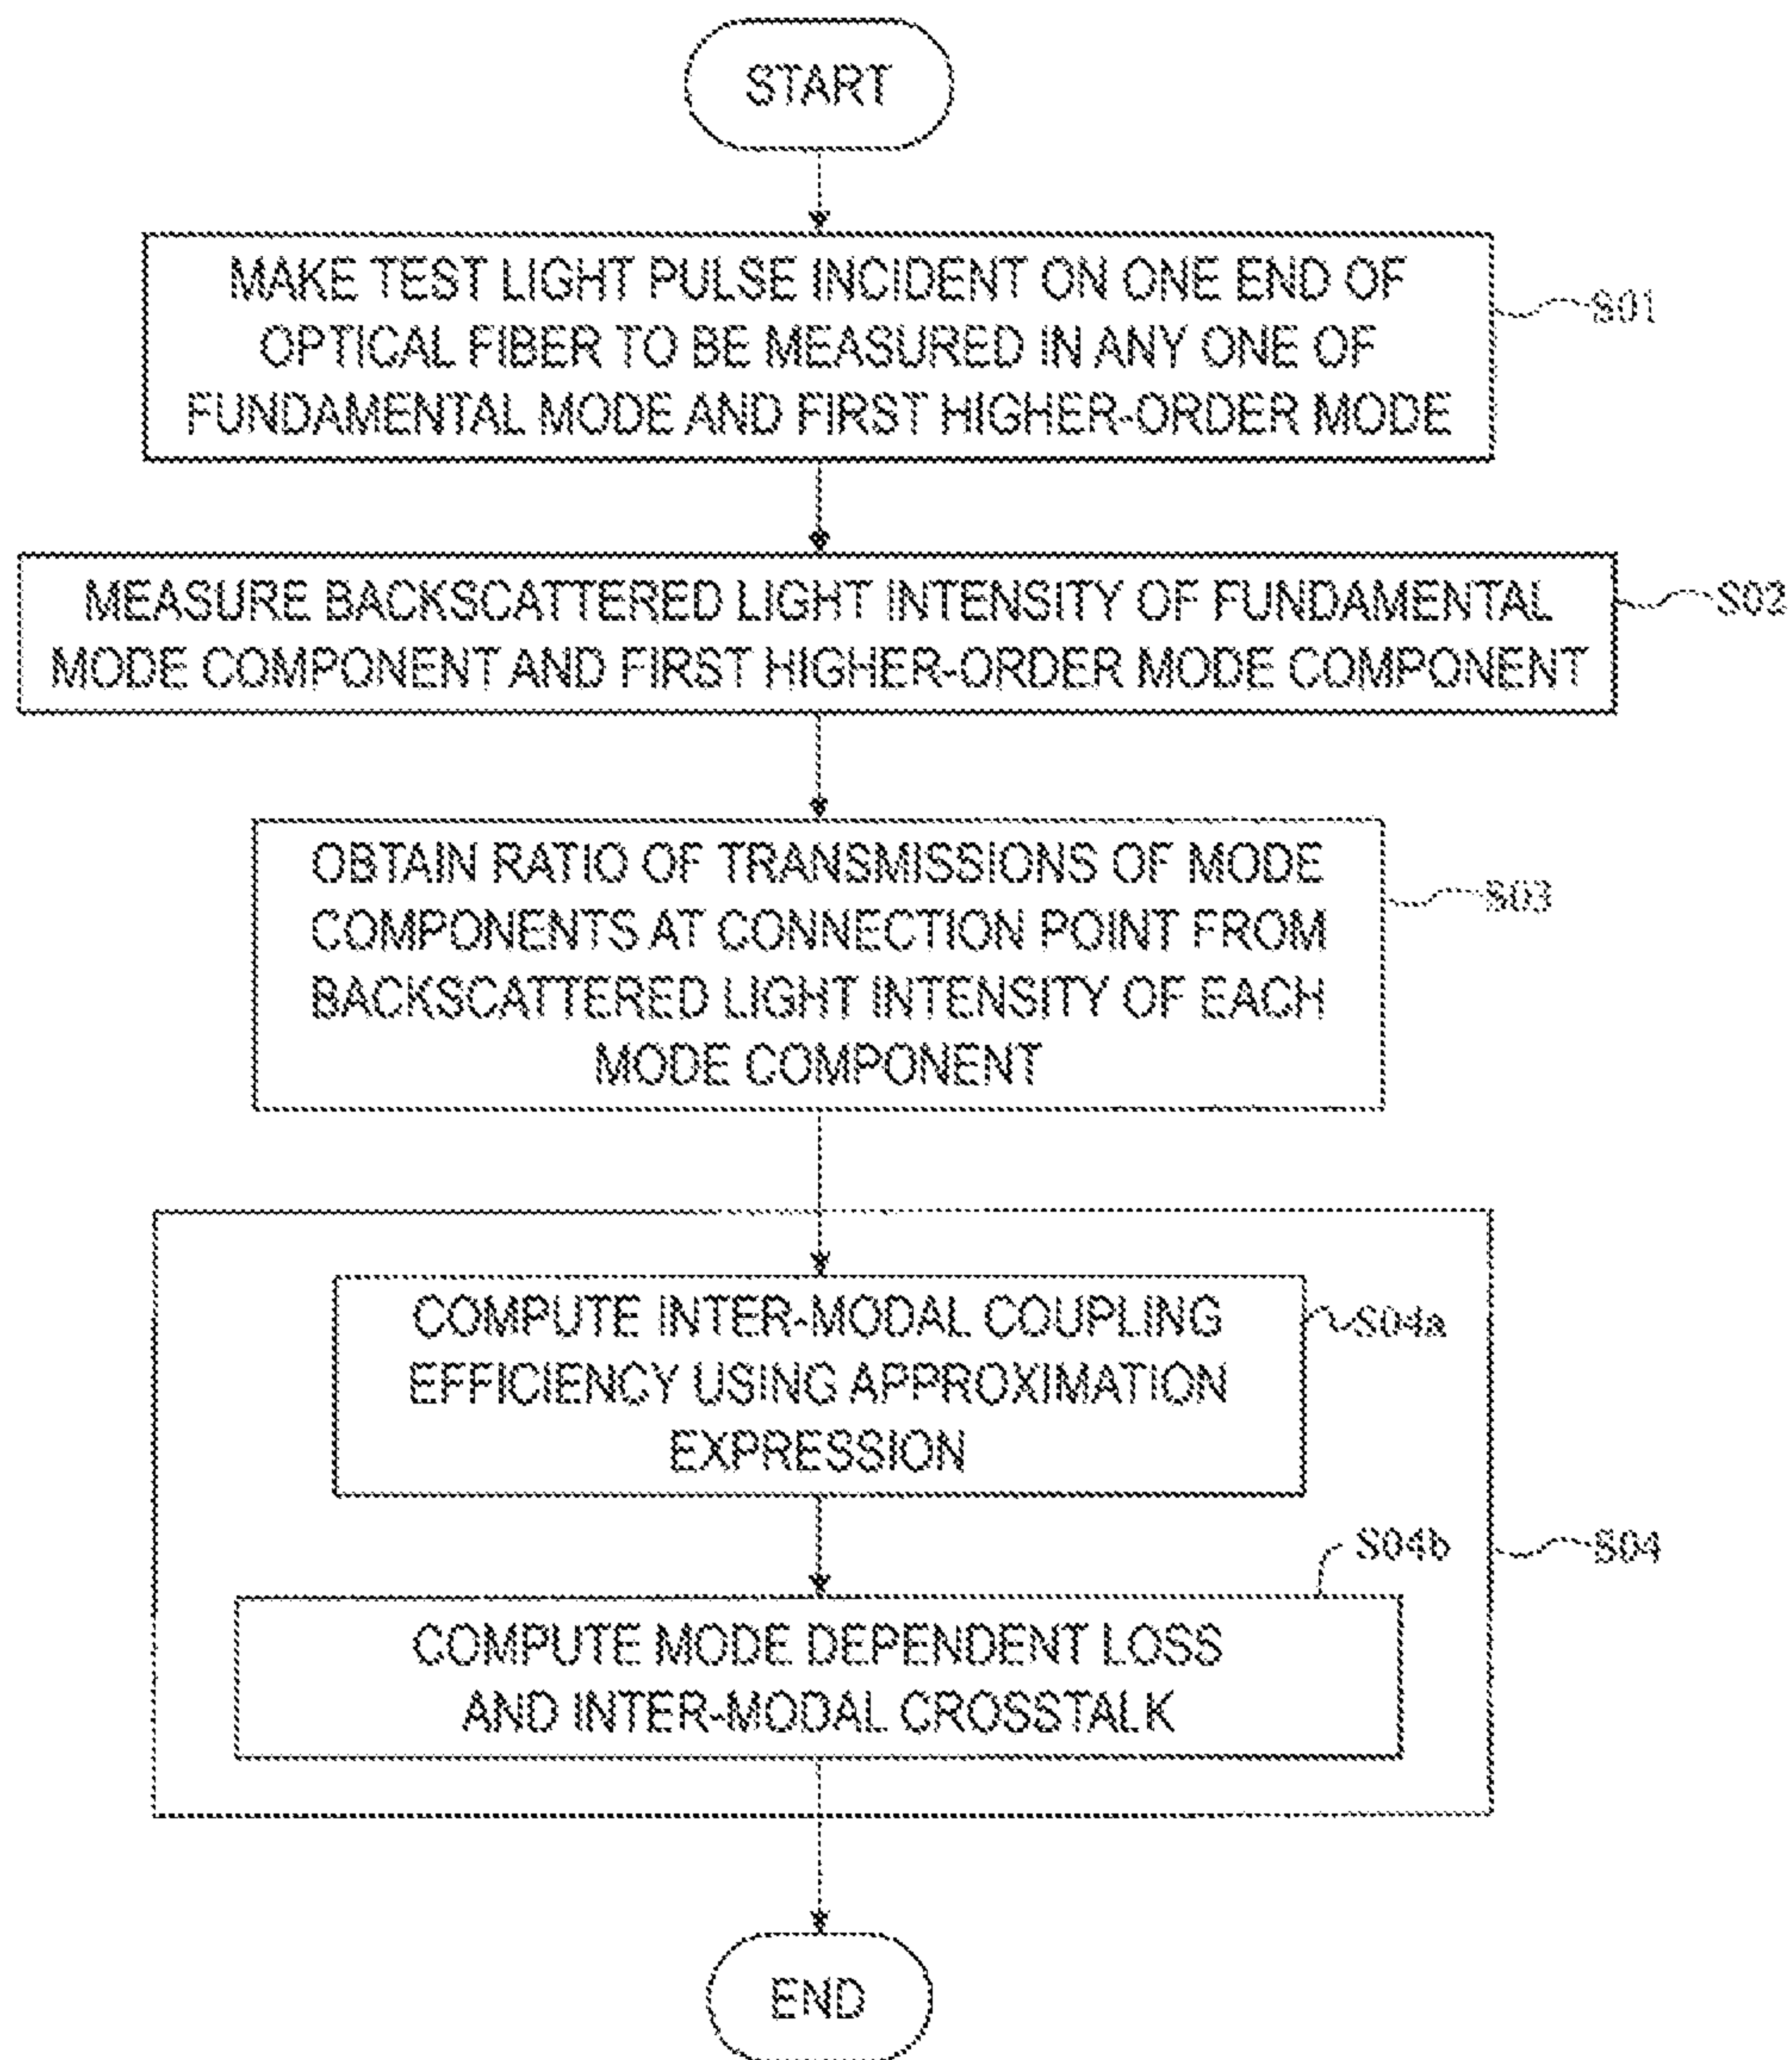 START
MAKE TEST LIGHT PULSE INCIDENT ON ONE END OF
OPTICAL FIBER TO BE MEASURED IN ANY ONE OF
FUNDAMENTAL MODE AND FIRST HIGHER-ORDER MODE
S01
MEASURE BACKSCATTERED LIGHT INTENSITY OF FUNDAMENTAL
MODE COMPONENT AND FIRST HIGHER-ORDER MODE COMPONENT
S02
OBTAIN RATIO OF TRANSMISSIONS OF MODE
COMPONENTS AT CONNECTION POINT FROM
BACKSCATTERED LIGHT INTENSITY OF EACH
MODE COMPONENT
S03
COMPUTE INTER-MODAL COUPLING
EFFICIENCY USING APPROXIMATION
EXPRESSION
S04a
S04b
S04
COMPUTE MODE DEPENDENT LOSS
AND INTER-MODAL CROSSTALK
END